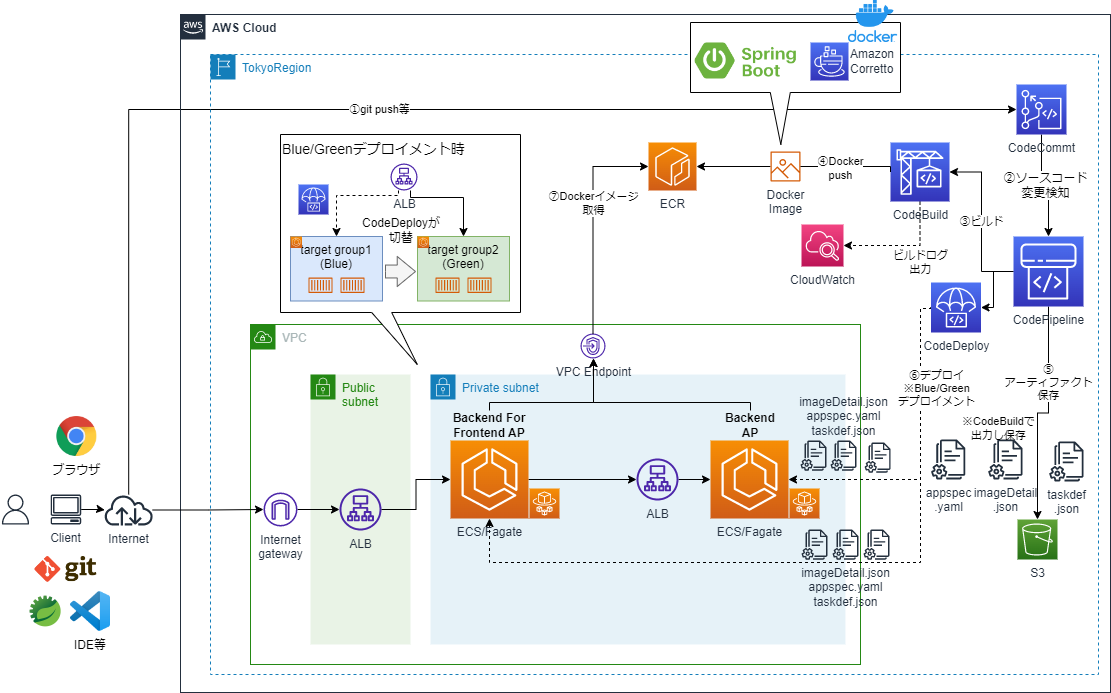 aws
AWS Cloud
TokyoRegion
docker
Spring
Boot
Amazon
Corretto
①git push等
CodeCommt
②ソースコード
変更検知
Blue/Greenデプロイメント時
ALB
CodeDeployが
切替
target group1
(Blue)
target group2
(Green)
⑦Dockerイメージ
取得
ECR
Docker
Image
④Docker
push
CodeBuild
③ビルド
ビルドログ
出力
CloudWatch
CodePipeline
CodeDeploy
VPC
VPC Endpoint
⑥デプロイ
※Blue/Green
デプロイメント
⑤
アーティファクト
保存
Public
subnet
Private subnet
Backend For
Frontend AP
Backend
AP
imageDetail.json
appspec.yaml
taskdef.json
※CodeBuildで
出力し保存
appspec
.yaml
imageDetail
.json
taskdef
.json
ブラウザ
Client
Internet
Internet
gateway
ALB
ECS/Fagate
ALB
ECS/Fagate
imageDetail.json
appspec.yaml
taskdef.json
S3
git
IDE等